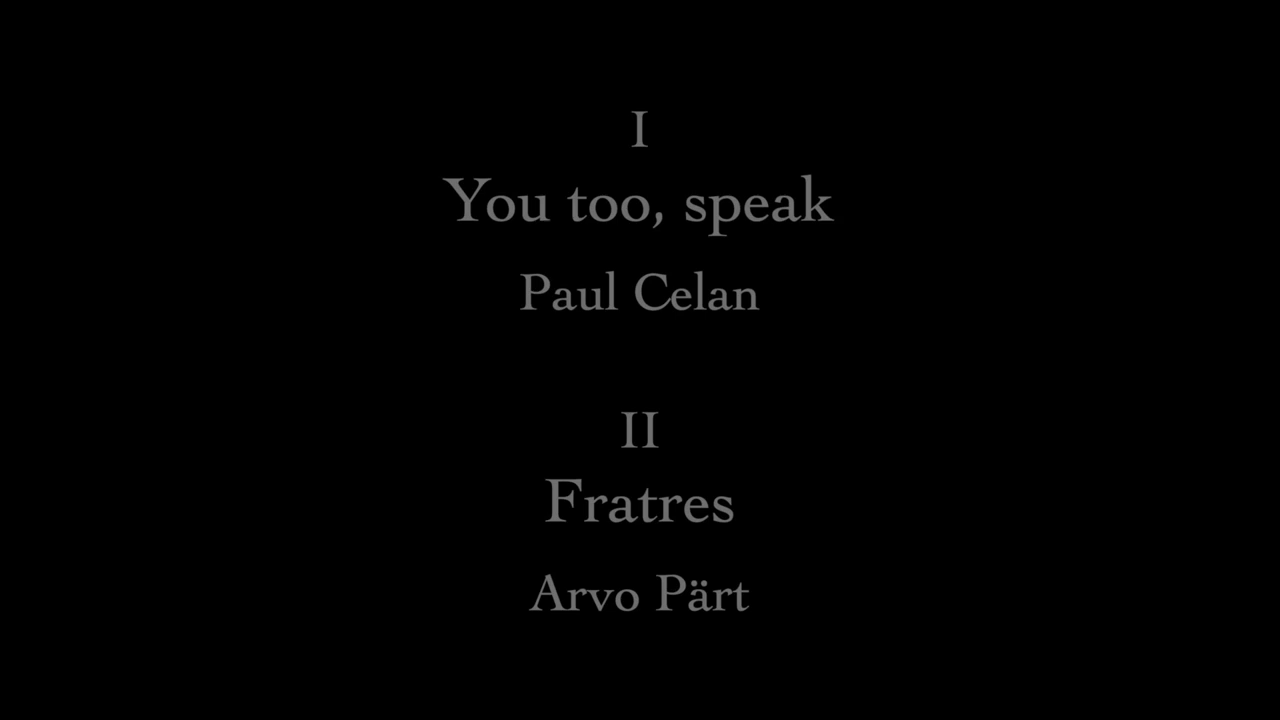 I
You too, speak
Paul Celan
II
Fratres
Arvo Pärt